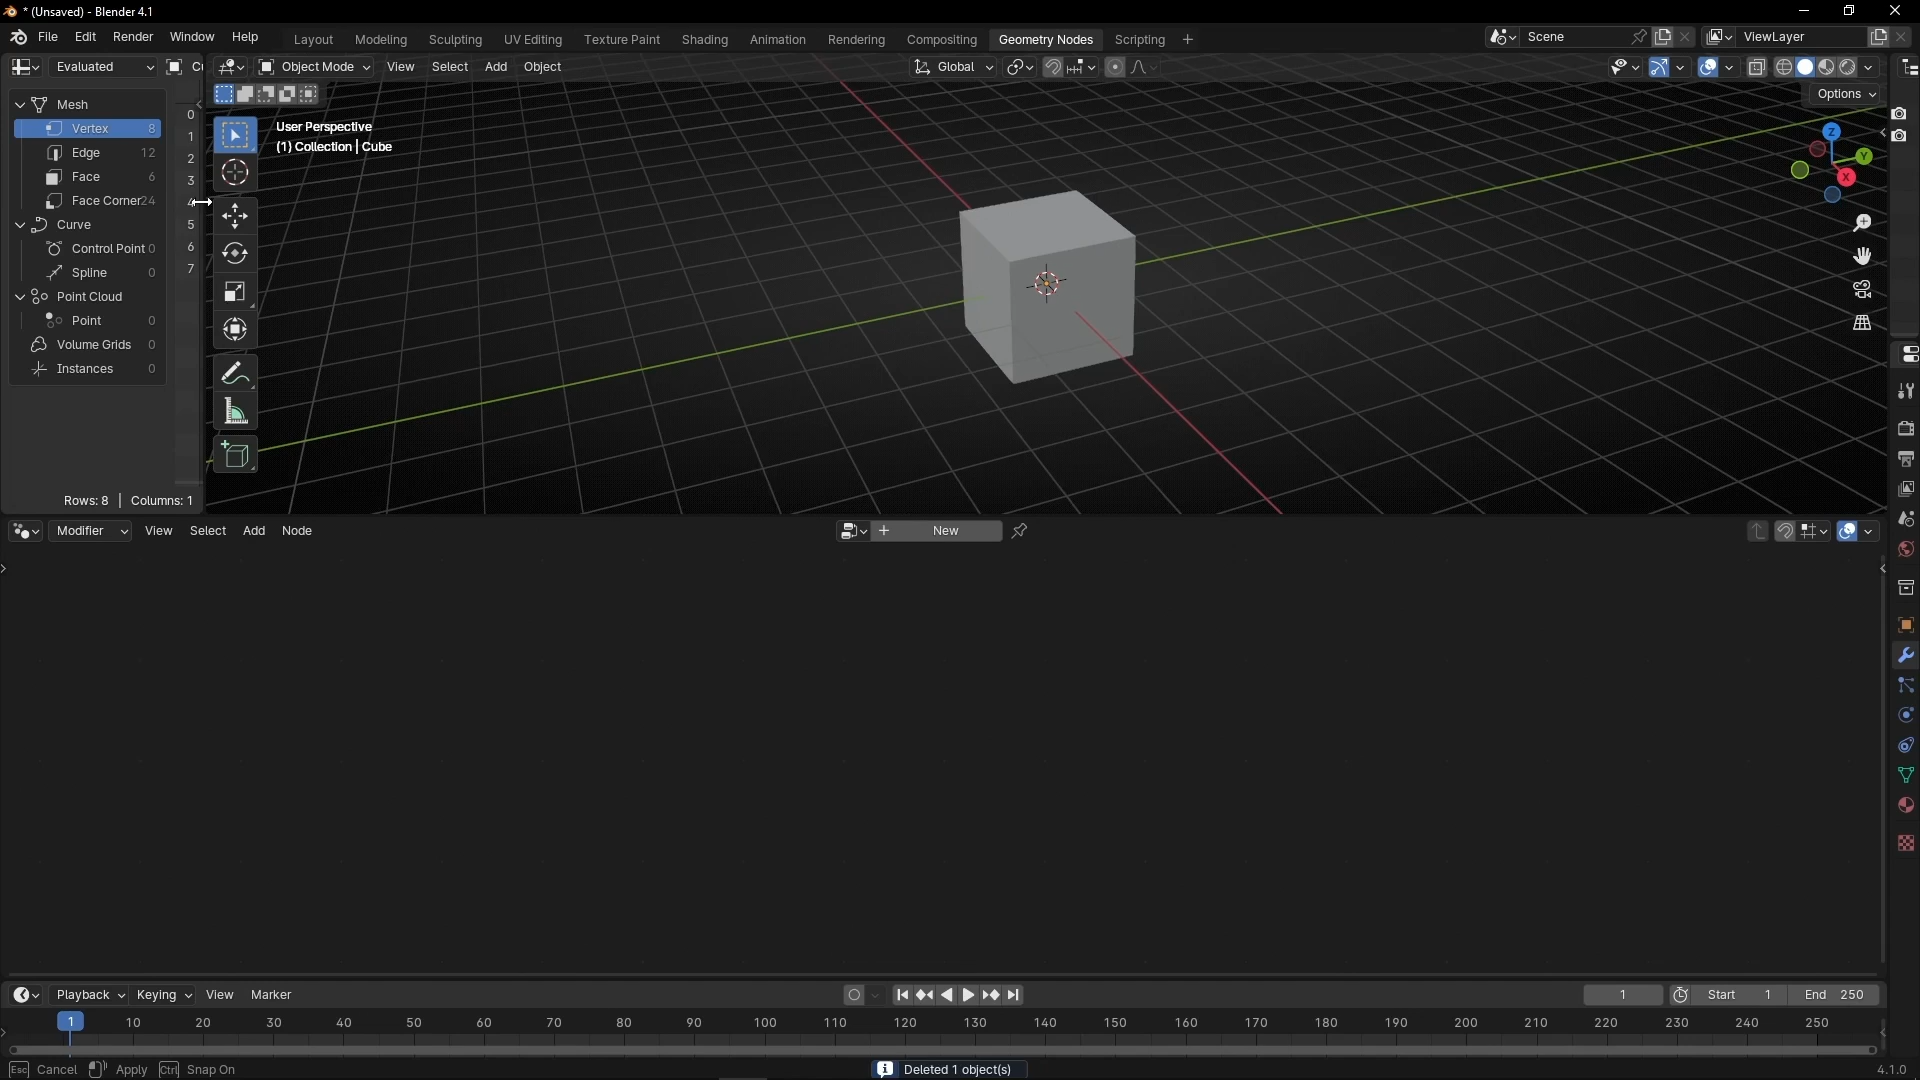 * (Unsaved) - Blender 4.1
File Edit Render Window Help Layout Modeling Sculpting UV Editing Texture Paint Shading Animation Rendering Compositing Geometry Nodes Scripting + Scene ViewLayer
Evaluated
Object Mode View Select Add Object Global
Options
Mesh
Vertex 8
Edge 12
Face 6
Face Corner 24
Curve
Control Point 0
Spline 0
Point Cloud
Point 0
Volume Grids 0
Instances 0
0
1
2
3
4
5
6
7
Rows: 8 | Columns: 1
User Perspective
(1) Collection | Cube
Z
Y
X
Modifier View Select Add Node + New
Playback Keying View Marker 1 Start 1 End 250
1 10 20 30 40 50 60 70 80 90 100 110 120 130 140 150 160 170 180 190 200 210 220 230 240 250
Esc Cancel Apply Ctrl Snap On Deleted 1 object(s) 4.1.0